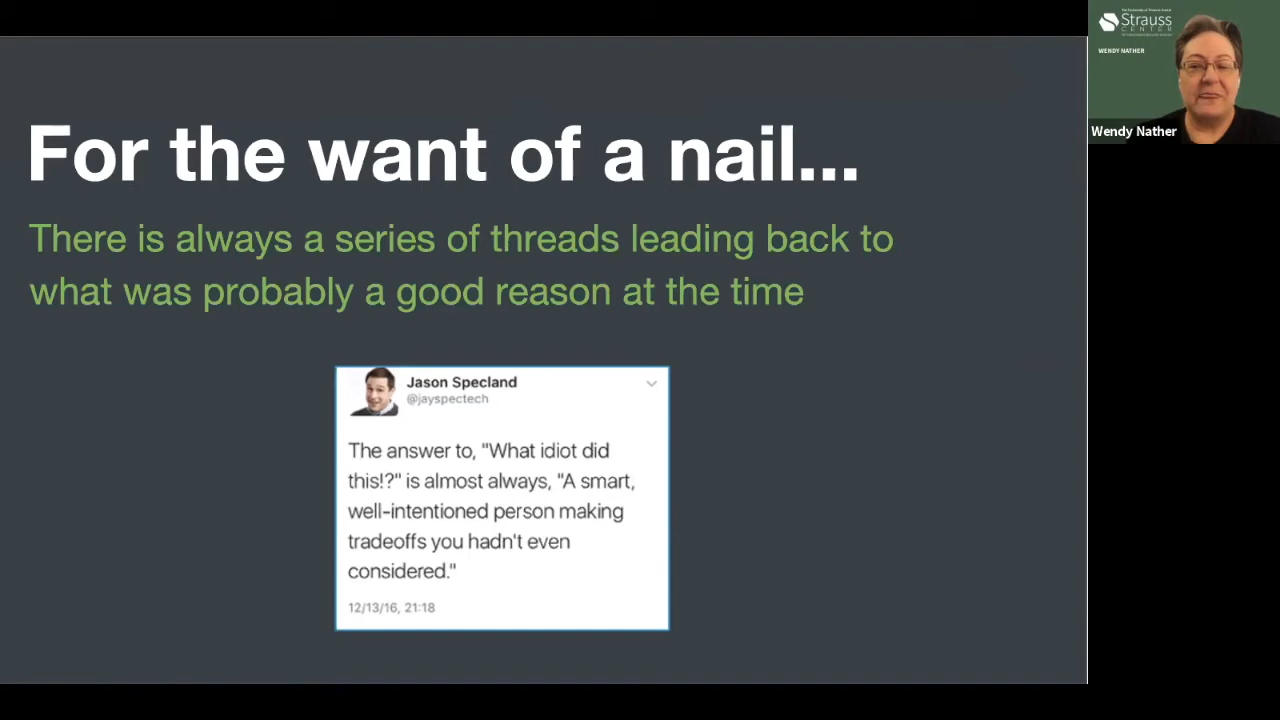 For the want of a nail...
There is always a series of threads leading back to
what was probably a good reason at the time
Jason Specland
@jayspectech
The answer to, "What idiot did
this!?" is almost always, "A smart,
well-intentioned person making
tradeoffs you hadn't even
considered."
12/13/16, 21:18
Strauss
CENTER
WENDY NATHER
Wendy Nather